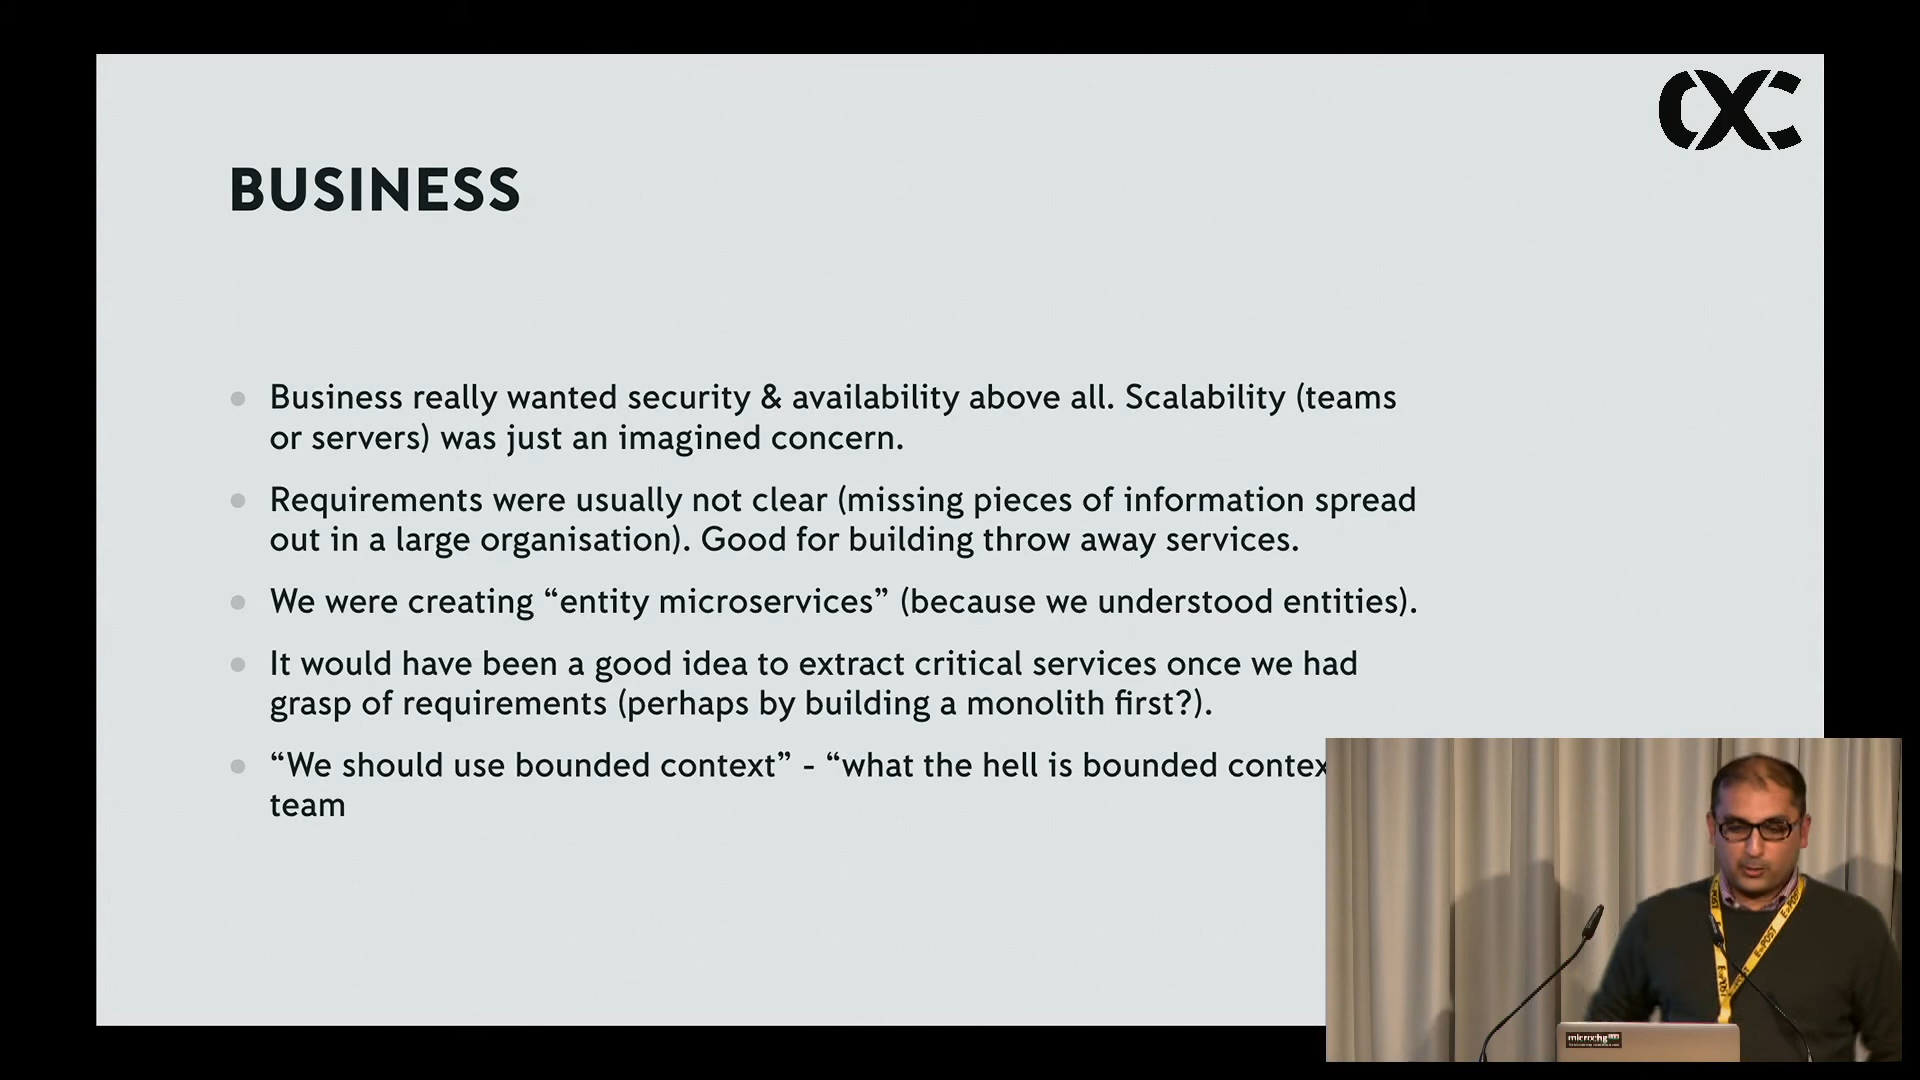 BUSINESS
Business really wanted security & availability above all. Scalability (teams
or servers) was just an imagined concern.
Requirements were usually not clear (missing pieces of information spread
out in a large organisation). Good for building throw away services.
We were creating “entity microservices” (because we understood entities).
It would have been a good idea to extract critical services once we had
grasp of requirements (perhaps by building a monolith first?).
“We should use bounded context” - “what the hell is bounded contex
team
E-POST
microxchg